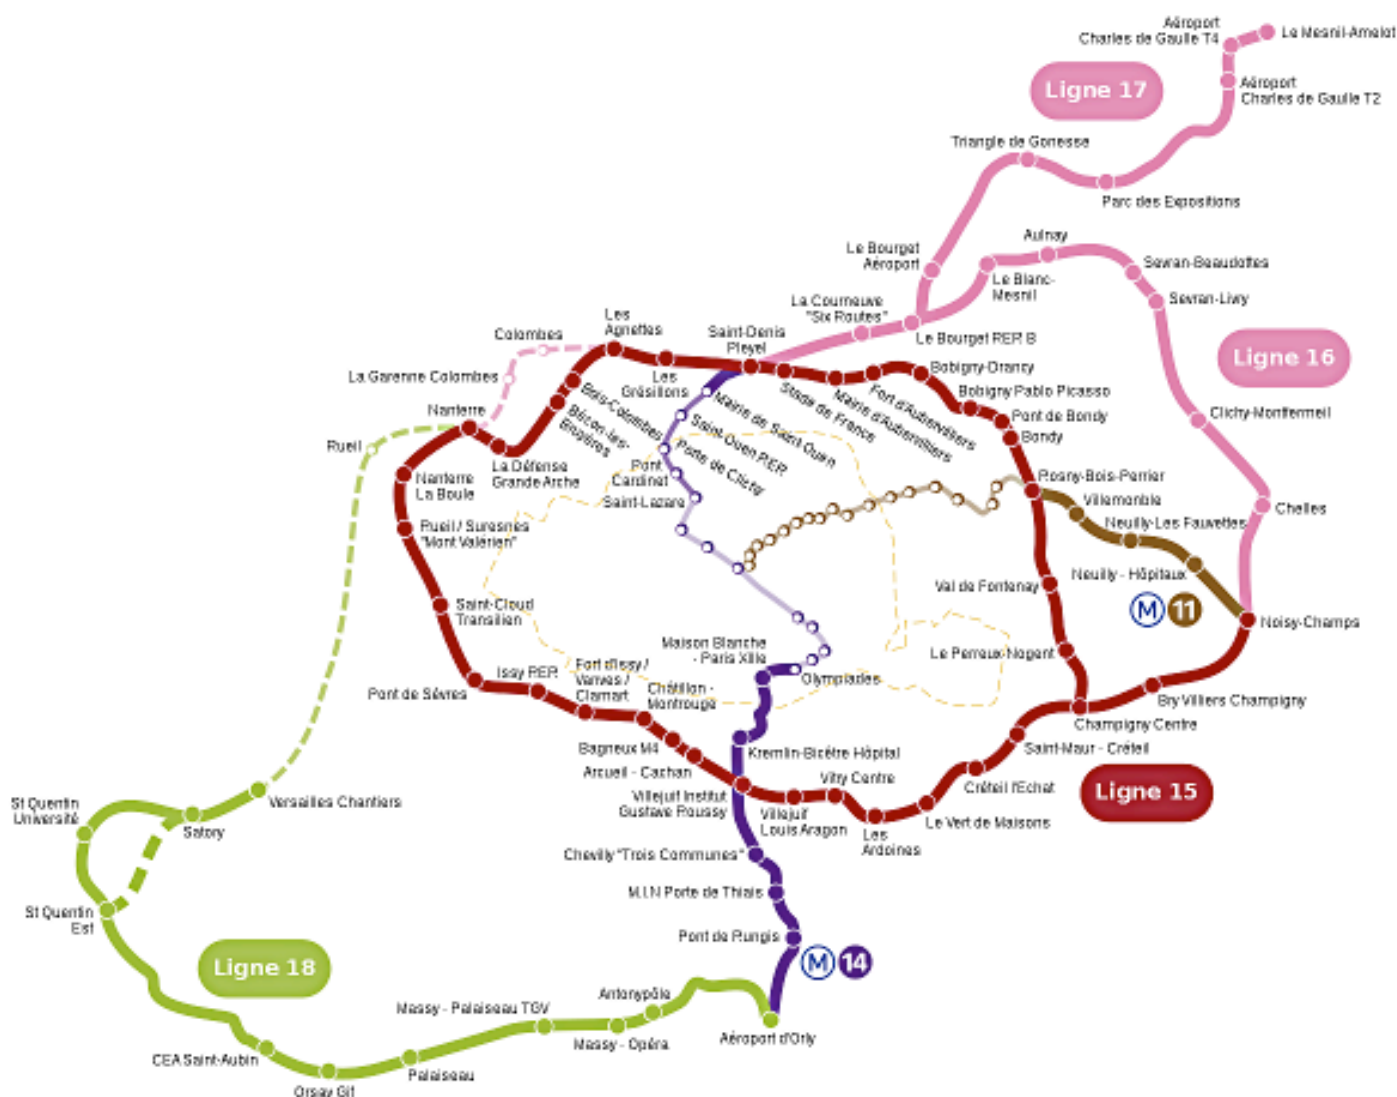 Aéroport
Charles de Gaulle T4
Le Mesnil-Amelot
Ligne 17
Aéroport
Charles de Gaulle T2
Triangle de Gonesse
Parc des Expositions
Aulnay
Le Bourget
Aéroport
Sevran-Beaudottes
Le Blanc-
Mesnil
Sevran-Livry
La Courneuve
"Six Routes"
Les
Agnettes
Saint-Denis
Pleyel
Le Bourget RER B
Colombes
Ligne 16
La Garenne Colombes
Les
Grésillons
Bobigny-Drancy
Stade de France
Mairie d'Aubervilliers
Fort d'Aubervilliers
Bobigny Pablo Picasso
Nanterre
Bois-Colombes
Bécon-les-
Bruyères
Mairie de Saint Ouen
Saint-Ouen RER
Porte de Clichy
Pont de Bondy
Clichy-Montfermeil
Bondy
Rueil
La Défense
Grande Arche
Pont
Cardinet
Saint-Lazare
Nanterre
La Boule
Rosny-Bois-Perrier
Villemomble
Chelles
Neuilly-Les Fauvettes
Rueil / Suresnes
"Mont Valérien"
Neuilly - Hôpitaux
Val de Fontenay
M 11
Saint-Cloud
Transilien
Noisy-Champs
Maison Blanche
- Paris XIIIe
Le Perreux-Nogent
Issy RER
Fort d'Issy /
Vanves /
Clamart
Olympiades
Pont de Sèvres
Châtillon -
Montrouge
Bry Villiers Champigny
Champigny Centre
Bagneux M4
Kremlin-Bicêtre Hôpital
Saint-Maur - Créteil
Arcueil - Cachan
Vitry Centre
Créteil l'Echat
Ligne 15
Villejuif Institut
Gustave Roussy
Villejuif
Louis Aragon
Le Vert de Maisons
Les
Ardoines
St Quentin
Université
Versailles Chantiers
Satory
Chevilly "Trois Communes"
M.I.N Porte de Thiais
St Quentin
Est
Pont de Rungis
M 14
Ligne 18
Antonypôle
Massy - Palaiseau TGV
Massy - Opéra
Aéroport d'Orly
CEA Saint-Aubin
Palaiseau
Orsay Gif